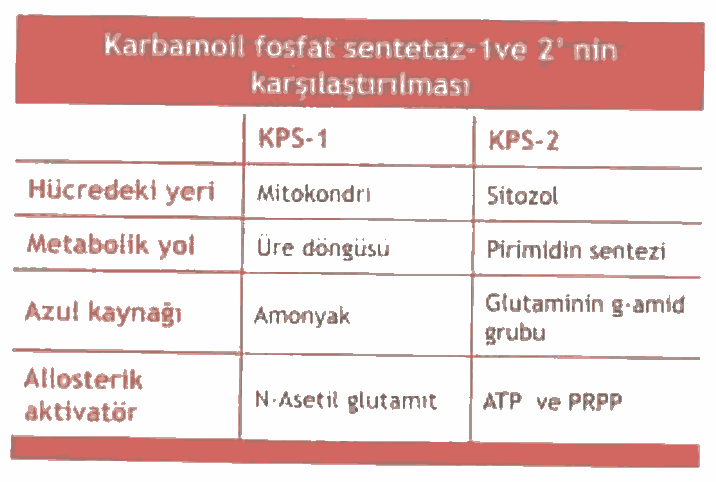 Karbamoil fosfat sentetaz-1ve 2' nin
karşılaştırılması
KPS-1 KPS-2
Hücredeki yeri Mitokondri Sitozol
Metabolik yol Üre döngüsü Pirimidin sentezi
Azul kaynağı Amonyak Glutaminin g-amid
grubu
Allosterik
aktivatör N-Asetil glutamıt ATP ve PRPP